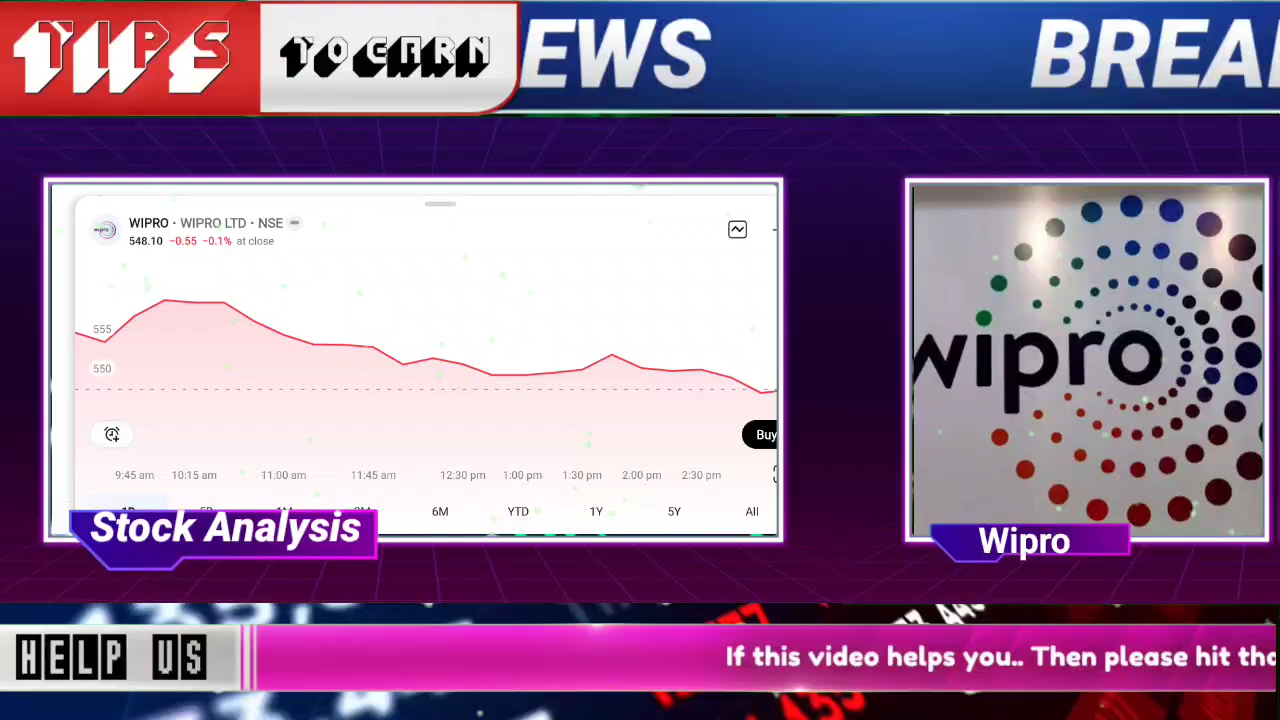 TIPS
TO EARN
EWS
BREA
WIPRO · WIPRO LTD · NSE
548.10 −0.55 −0.1% at close
555
550
Buy
9:45 am 10:15 am 11:00 am 11:45 am 12:30 pm 1:00 pm 1:30 pm 2:00 pm 2:30 pm
6M YTD 1Y 5Y All
Stock Analysis
wipro
Wipro
HELP US
If this video helps you.. Then please hit tha